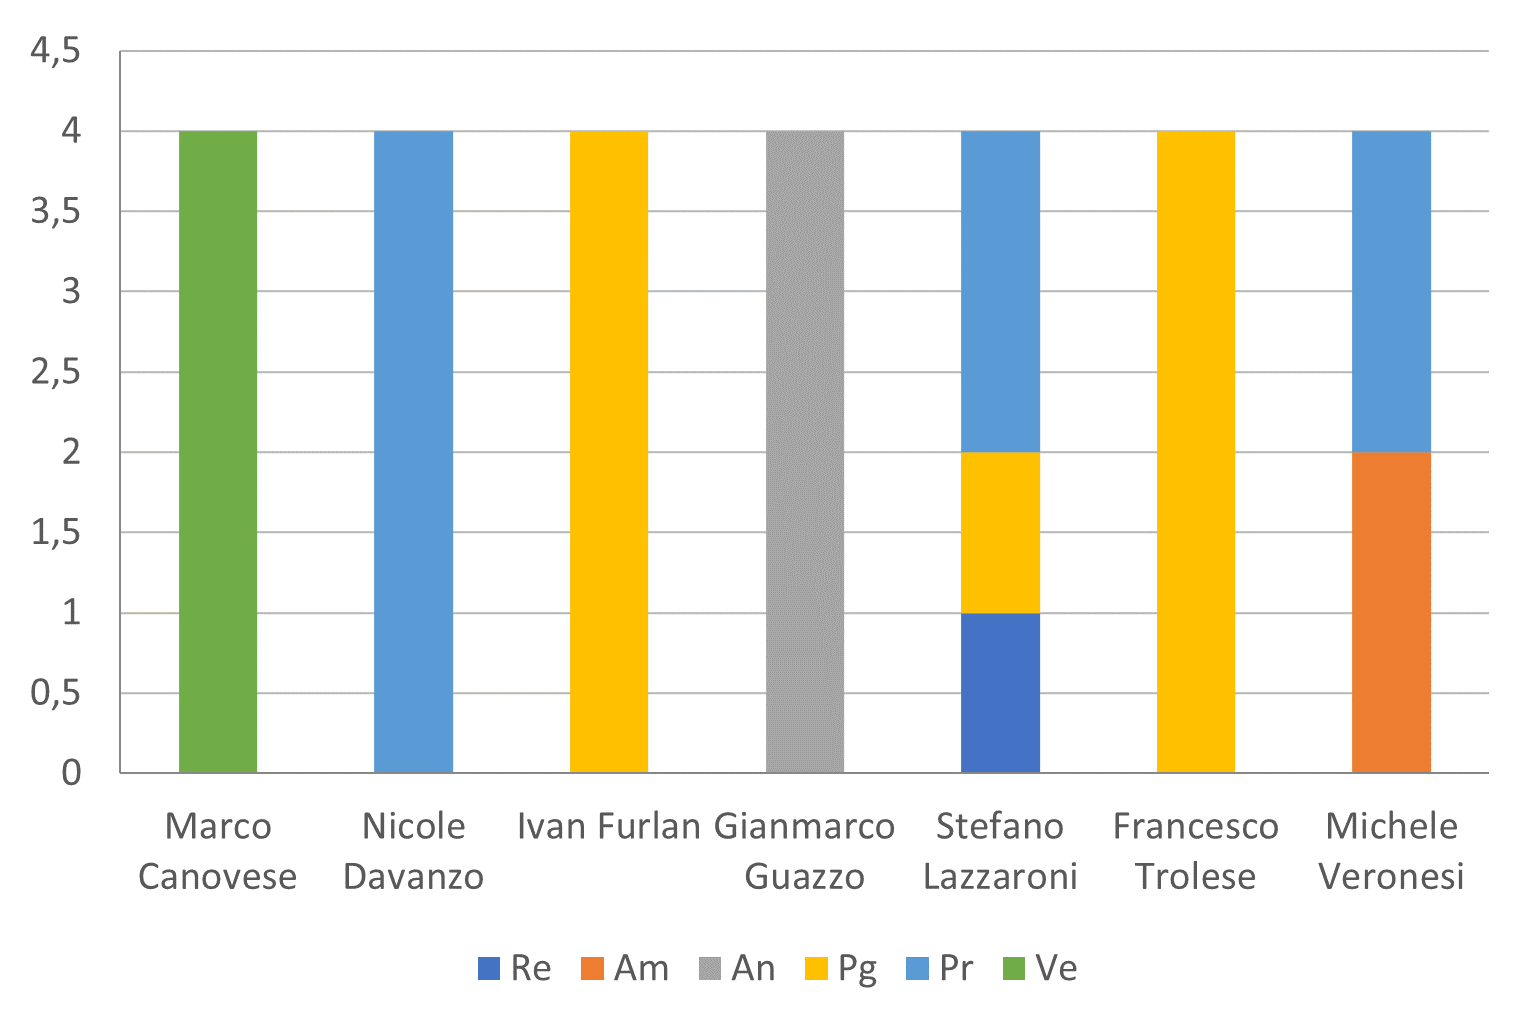 4,5
4
3,5
3
2,5
2
1,5
1
0,5
0
Marco Canovese
Nicole Davanzo
Ivan Furlan
Gianmarco Guazzo
Stefano Lazzaroni
Francesco Trolese
Michele Veronesi
Re Am An Pg Pr Ve